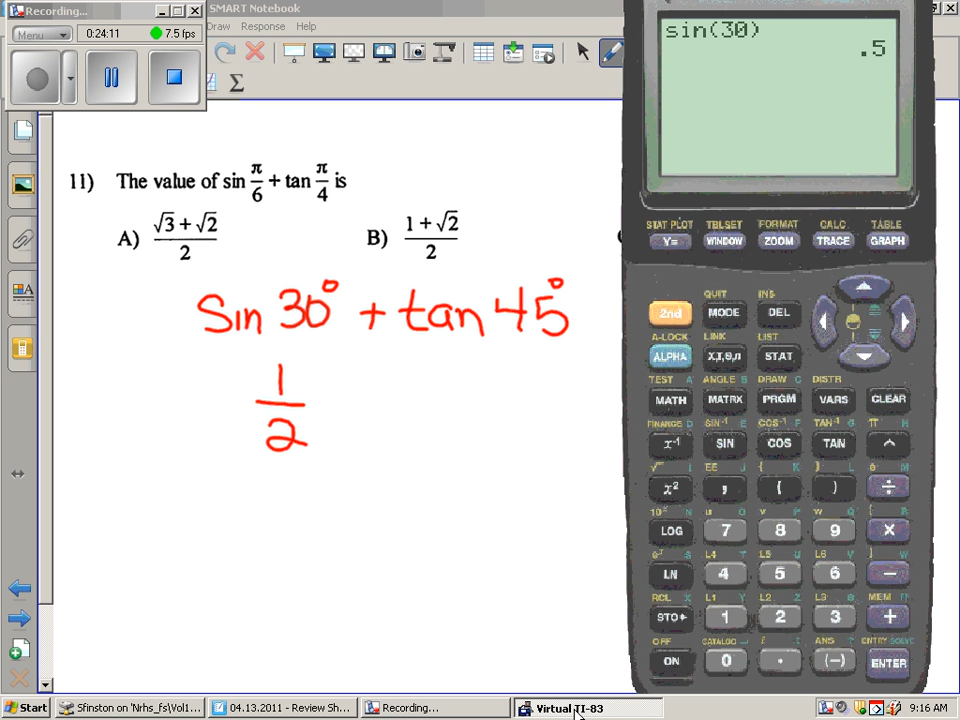 Recording...
SMART Notebook
Menu
0:24:11
7.5 fps
Draw Response Help
Σ
11) The value of sin π/6 + tan π/4 is
A) √3 + √2 / 2
B) 1 + √2 / 2
sin 30° + tan 45°
1
2
sin(30)
.5
STAT PLOT TBLSET FORMAT CALC TABLE
Y= WINDOW ZOOM TRACE GRAPH
QUIT INS
2nd MODE DEL
A-LOCK LINK LIST
ALPHA X,T,θ,n STAT
TEST A ANGLE B DRAW C DISTR
MATH MATRX PRGM VARS CLEAR
FINANCE D SIN⁻¹ E COS⁻¹ F TAN⁻¹ G π H
x⁻¹ SIN COS TAN ^
√ I EE J { K } L e M
x² , ( ) ÷
10ˣ N u O v P w Q [ R
LOG 7 8 9 ×
eˣ S L4 T L5 U L6 V ] W
LN 4 5 6 −
RCL X L1 Y L2 Z L3 θ MEM "
STO▸ 1 2 3 +
OFF CATALOG i : ANS ? ENTRY SOLVE
ON 0 . (−) ENTER
Start
Sfinston on 'Nrhs_fs\Vol1...
04.13.2011 - Review Sh...
Recording...
Virtual TI-83
9:16 AM